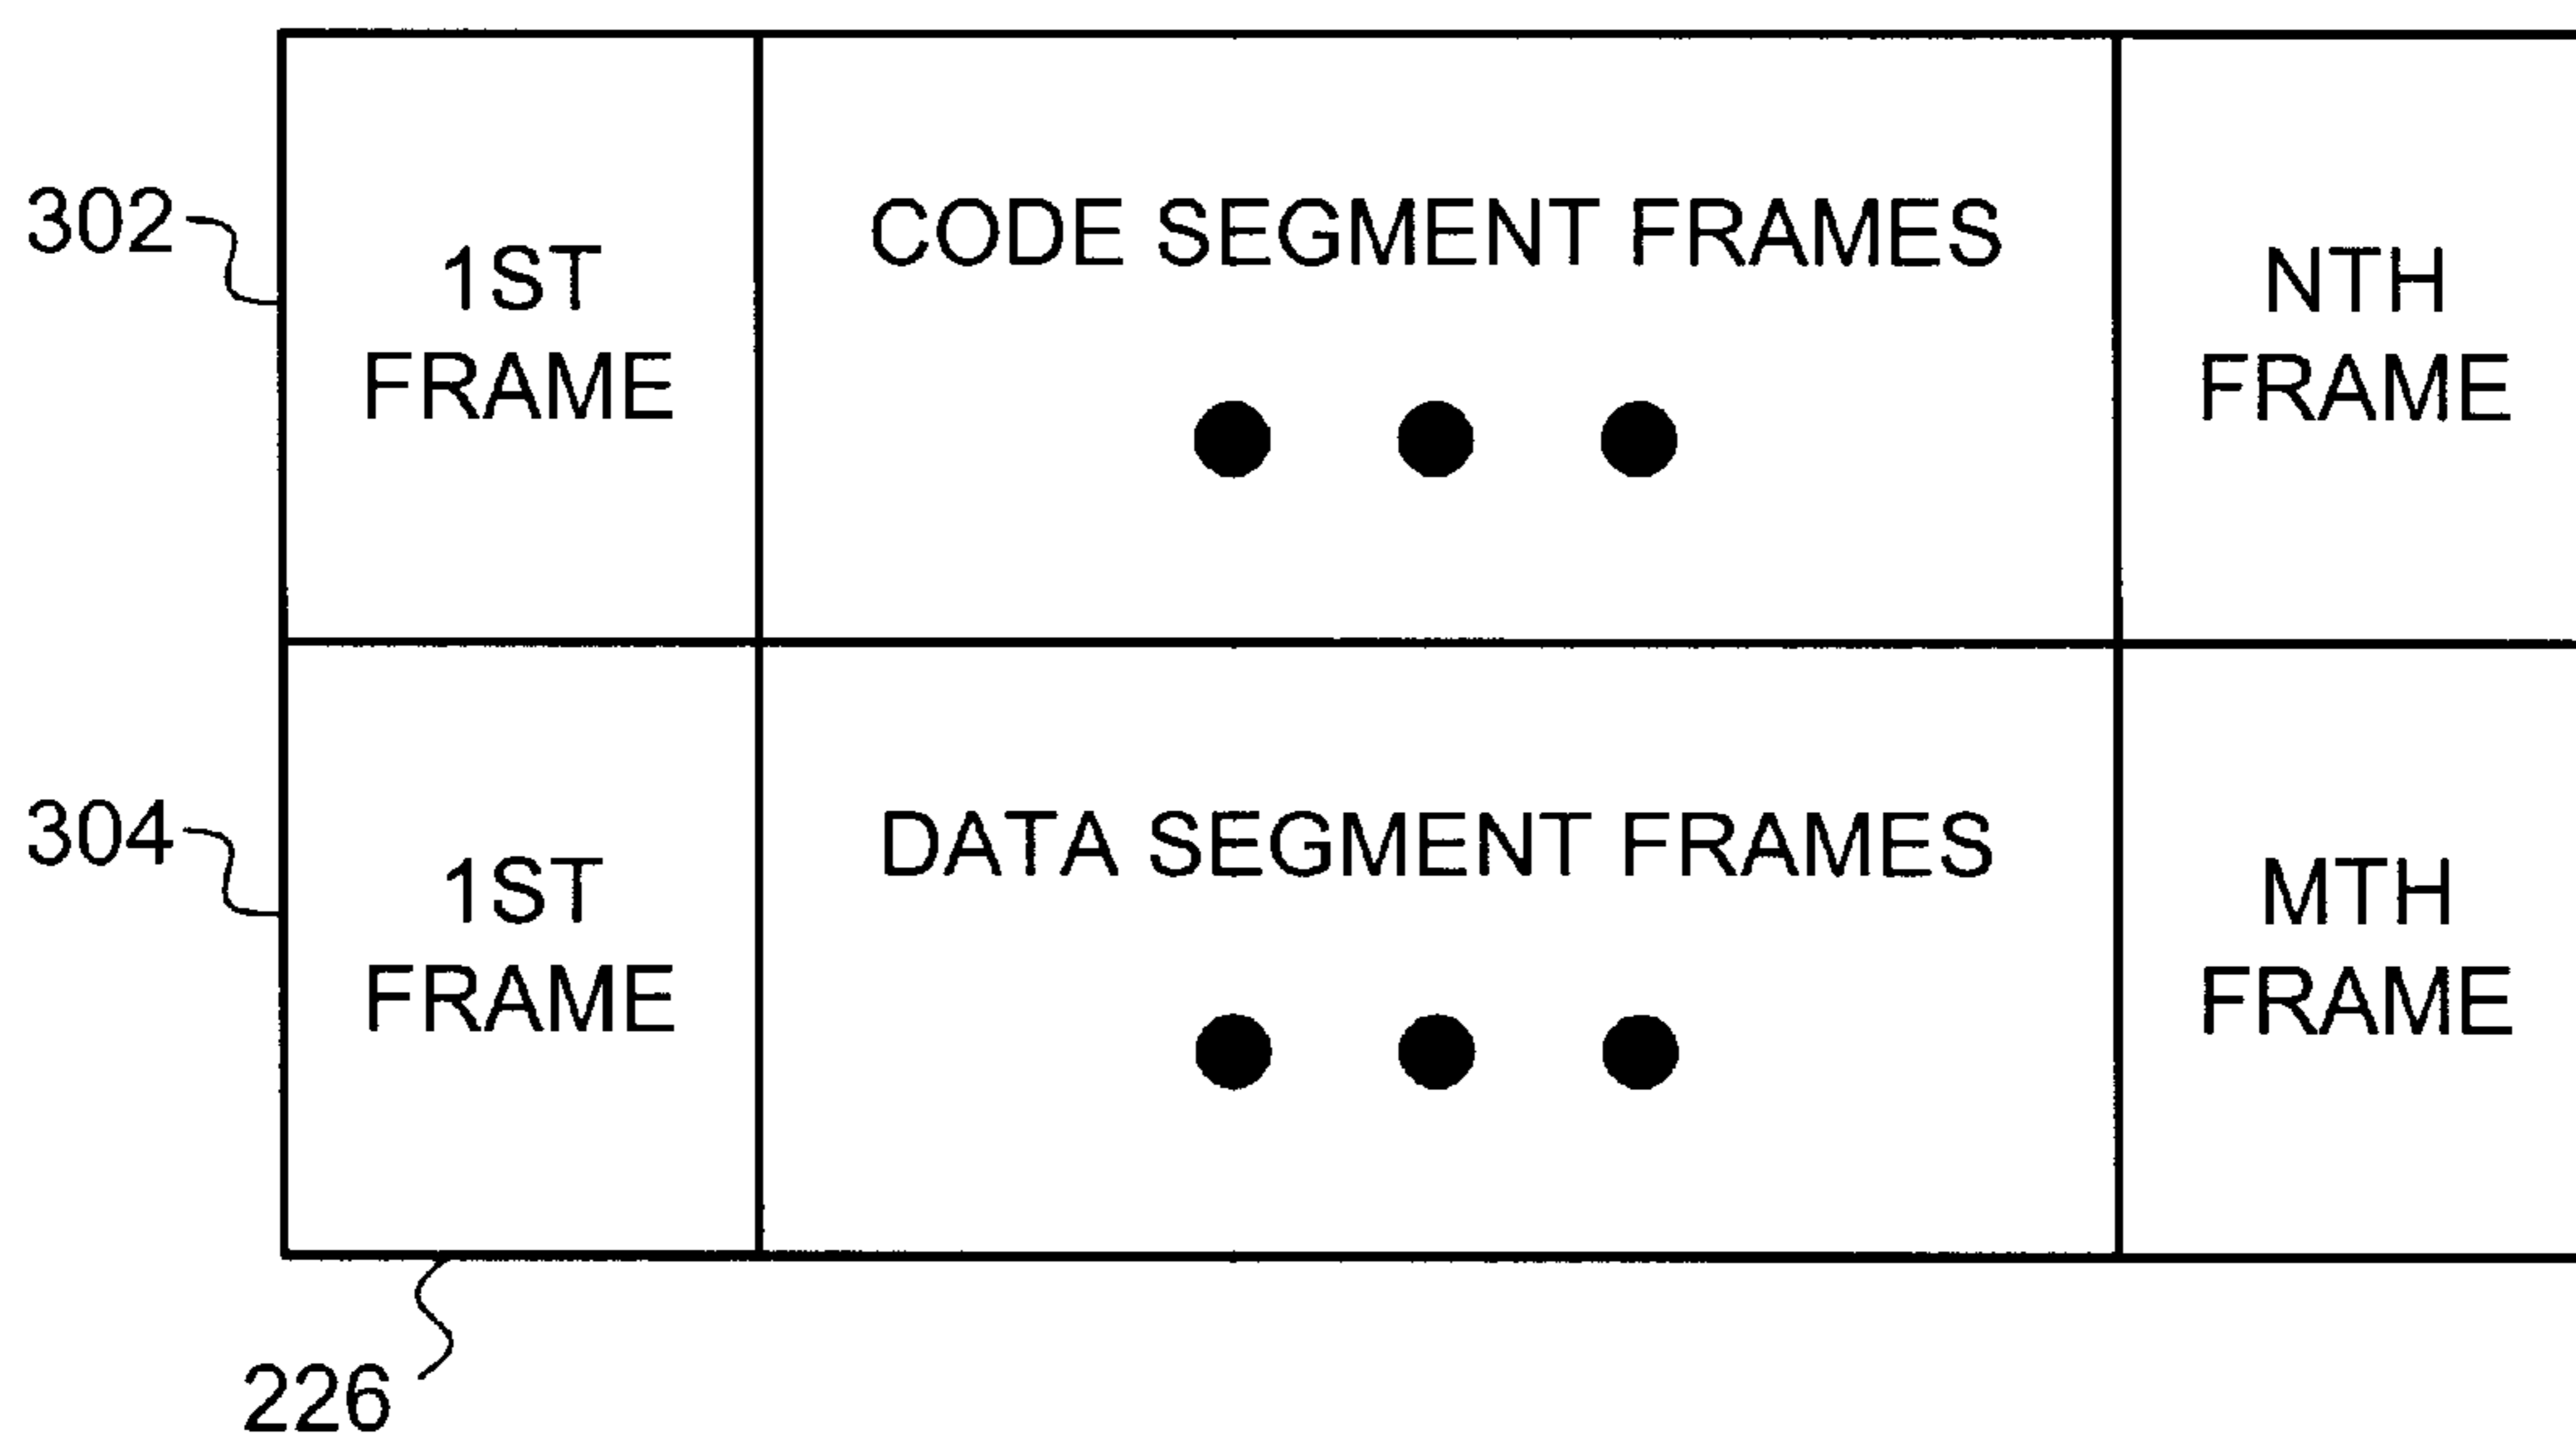 302
1ST
FRAME
CODE SEGMENT FRAMES
NTH
FRAME
304
1ST
FRAME
DATA SEGMENT FRAMES
MTH
FRAME
226